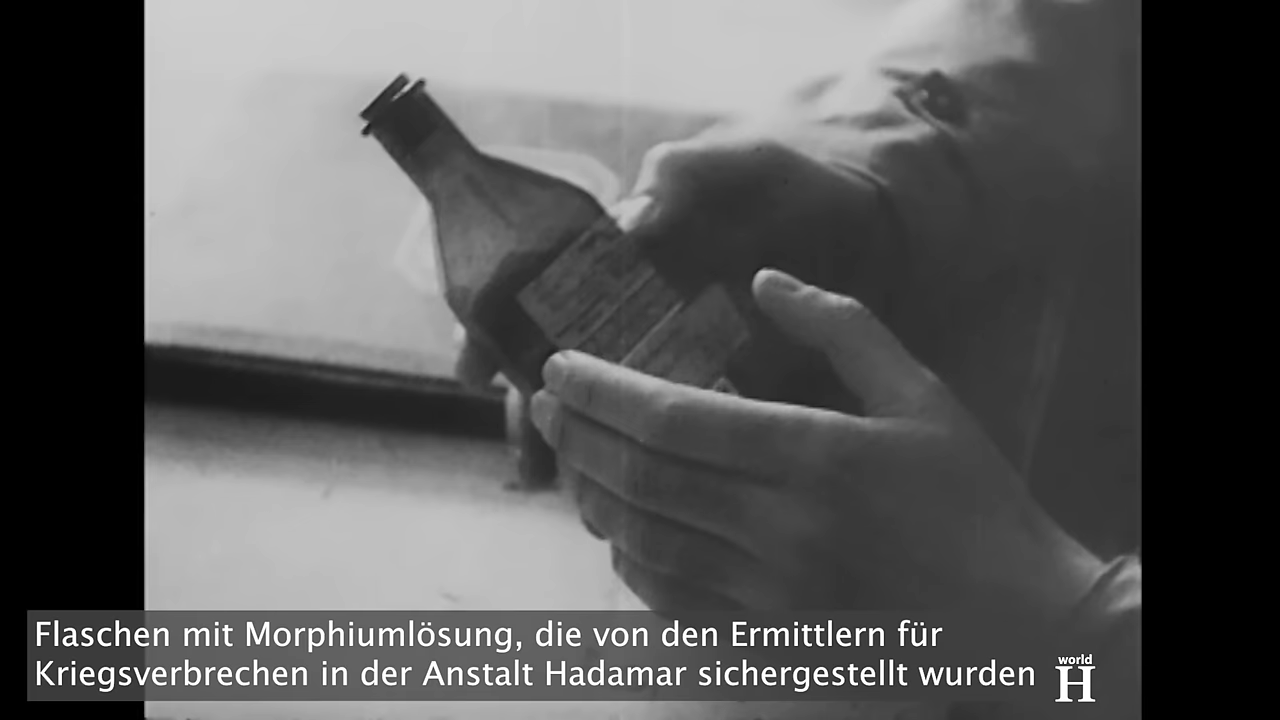 Flaschen mit Morphiumlösung, die von den Ermittlern für
Kriegsverbrechen in der Anstalt Hadamar sichergestellt wurden
world
H